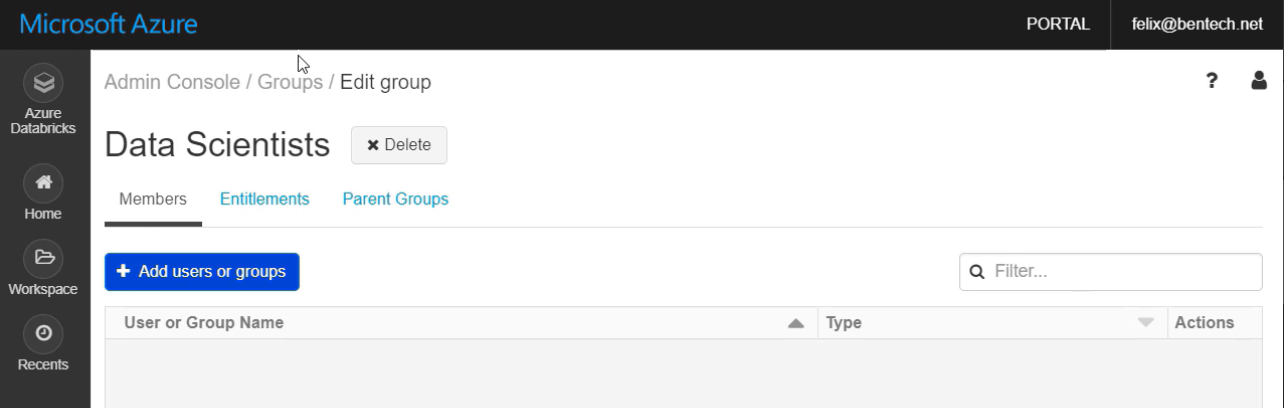 Microsoft Azure
PORTAL
felix@bentech.net
Azure
Databricks
Home
Workspace
Recents
Admin Console / Groups / Edit group
?
Data Scientists
Delete
Members
Entitlements
Parent Groups
+ Add users or groups
Filter...
User or Group Name
Type
Actions